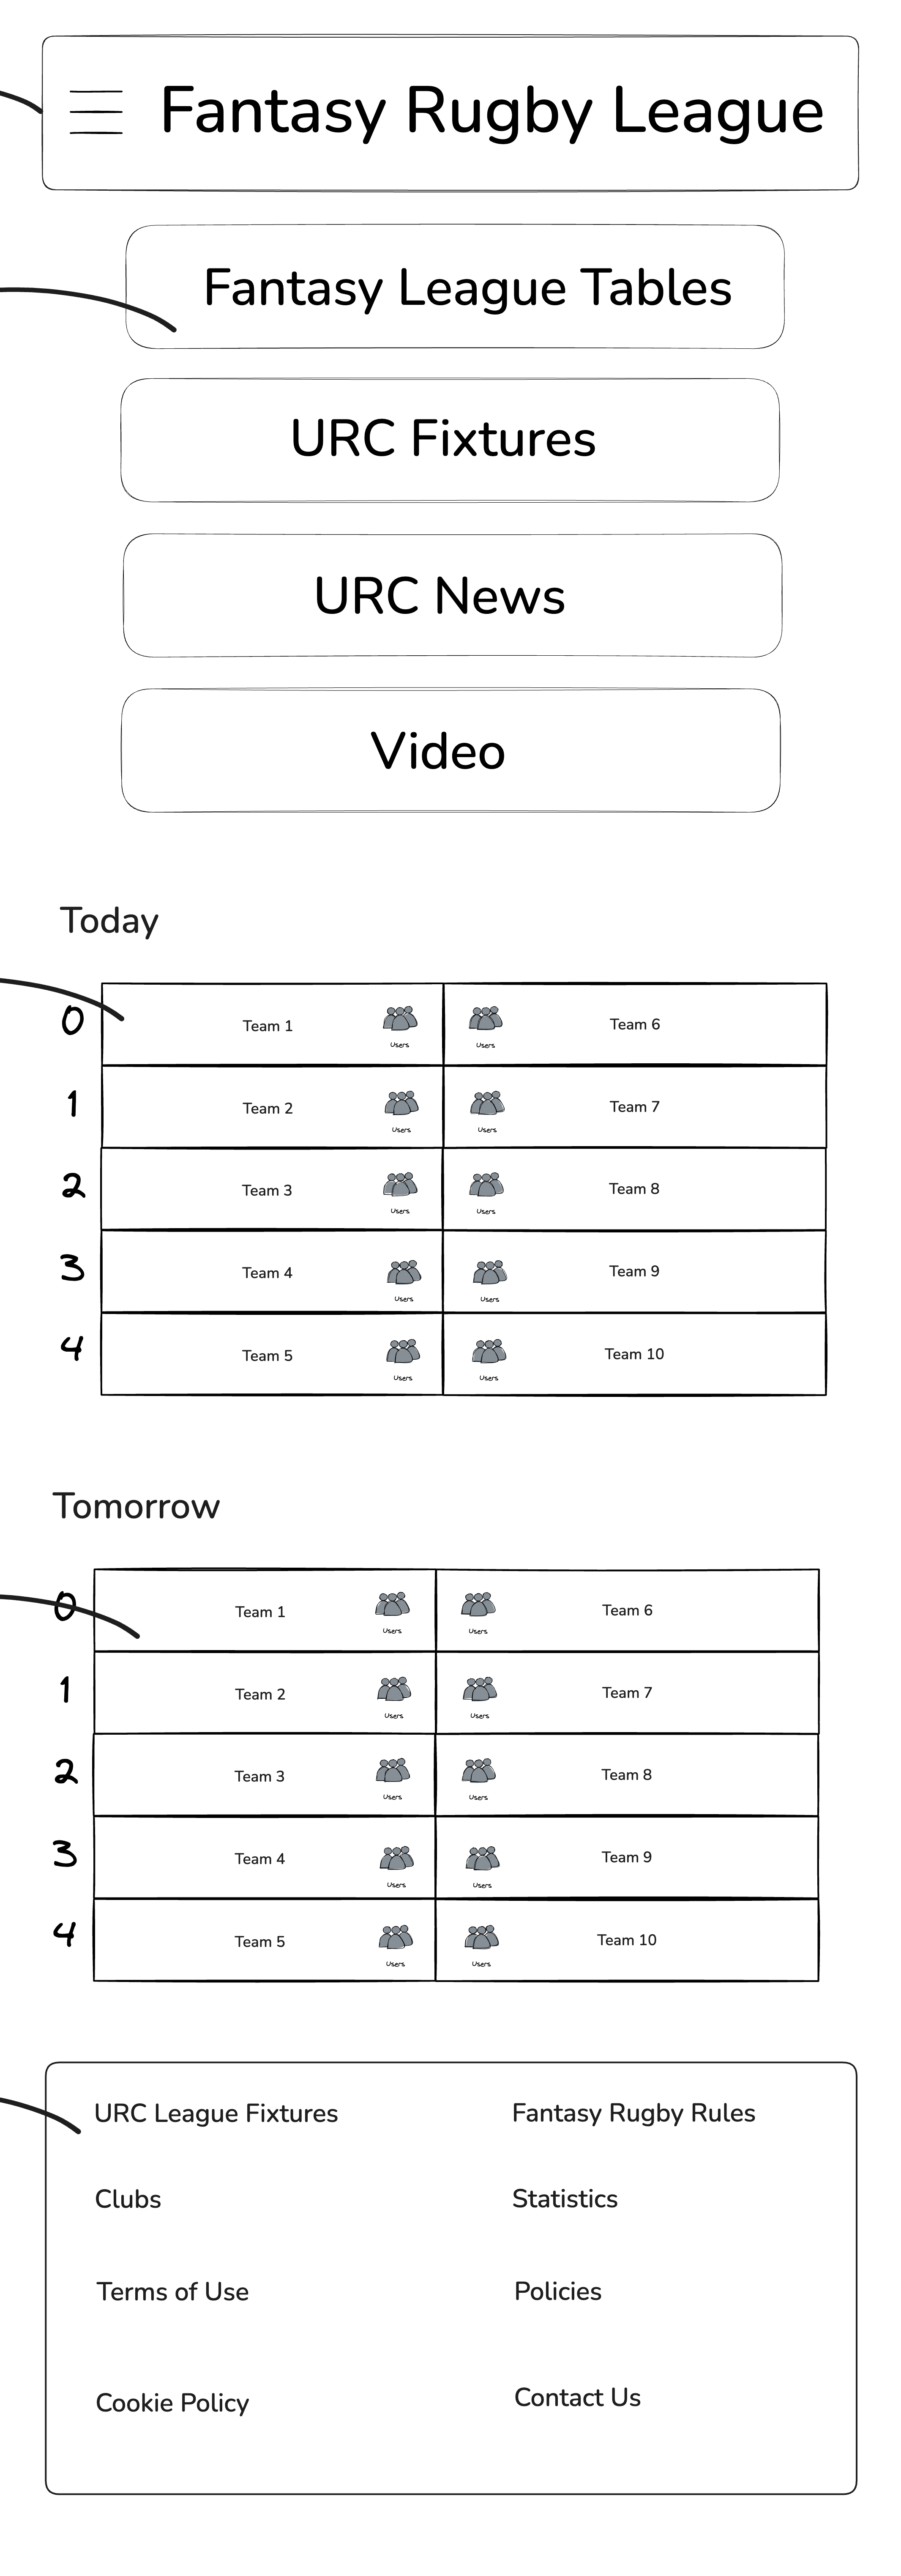 Fantasy Rugby League
Fantasy League Tables
URC Fixtures
URC News
Video
Today
0 Team 1 Users Users Team 6
1 Team 2 Users Users Team 7
2 Team 3 Users Users Team 8
3 Team 4 Users Users Team 9
4 Team 5 Users Users Team 10
Tomorrow
0 Team 1 Users Users Team 6
1 Team 2 Users Users Team 7
2 Team 3 Users Users Team 8
3 Team 4 Users Users Team 9
4 Team 5 Users Users Team 10
URC League Fixtures Fantasy Rugby Rules
Clubs Statistics
Terms of Use Policies
Cookie Policy Contact Us